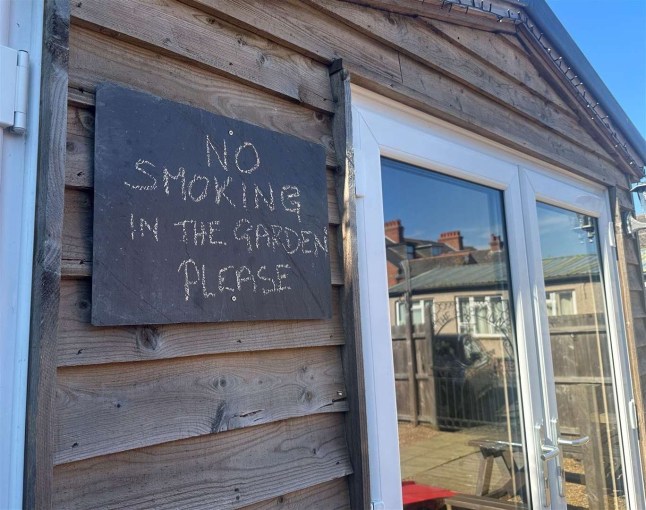 NO
SMOKING
IN THE GARDEN
PLEASE